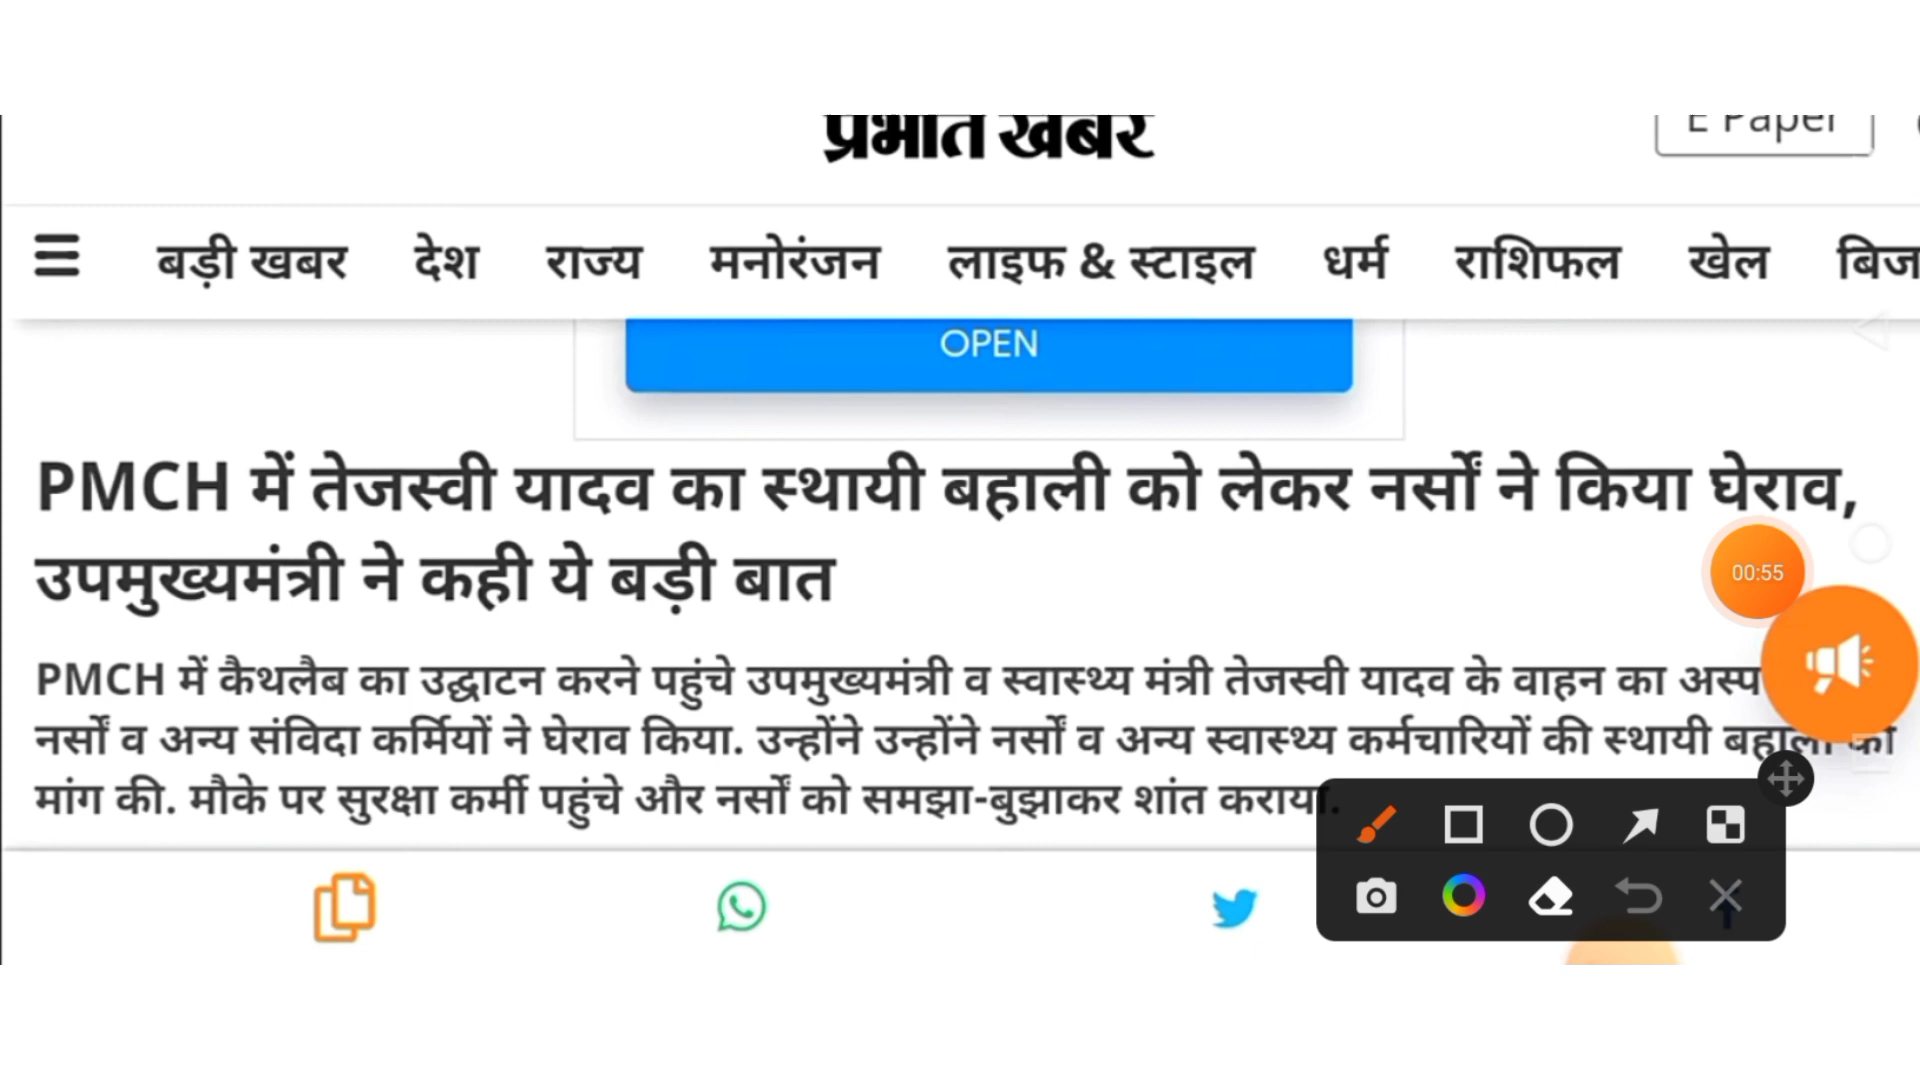 प्रभात खबर
E Paper
बड़ी खबर देश राज्य मनोरंजन लाइफ & स्टाइल धर्म राशिफल खेल
OPEN
PMCH में तेजस्वी यादव का स्थायी बहाली को लेकर नर्सों ने किया घेराव,
उपमुख्यमंत्री ने कही ये बड़ी बात
00:55
PMCH में कैथलैब का उद्घाटन करने पहुंचे उपमुख्यमंत्री व स्वास्थ्य मंत्री तेजस्वी यादव के वाहन का
नर्सों व अन्य संविदा कर्मियों ने घेराव किया. उन्होंने उन्होंने नर्सों व अन्य स्वास्थ्य कर्मचारियों की स्थायी बहाली की
मांग की. मौके पर सुरक्षा कर्मी पहुंचे और नर्सों को समझा-बुझाकर शांत कराया.